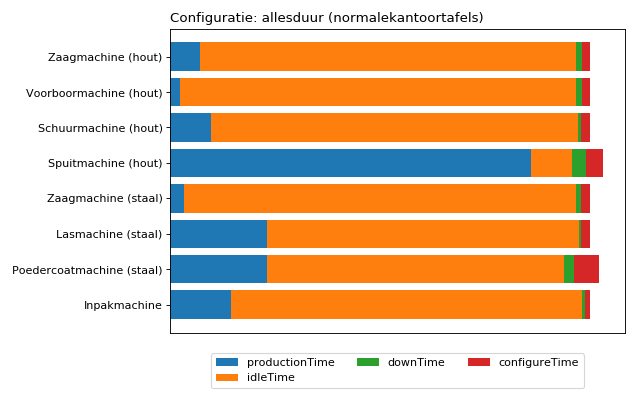 Configuratie: allesduur (normalekantoortafels)
Zaagmachine (hout)
Voorboormachine (hout)
Schuurmachine (hout)
Spuitmachine (hout)
Zaagmachine (staal)
Lasmachine (staal)
Poedercoatmachine (staal)
Inpakmachine
productionTime downTime configureTime
idleTime